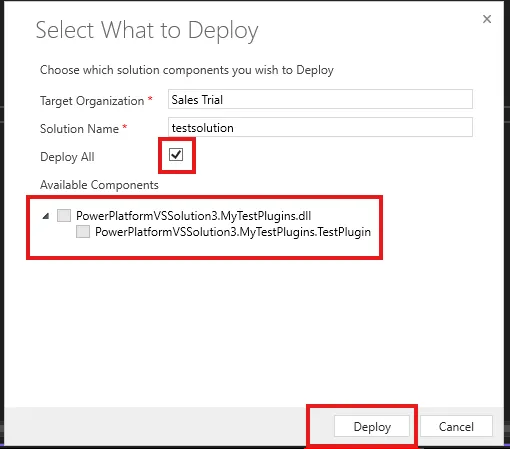 Select What to Deploy
Choose which solution components you wish to Deploy
Target Organization * Sales Trial
Solution Name * testsolution
Deploy All
Available Components
PowerPlatformVSSolution3.MyTestPlugins.dll
PowerPlatformVSSolution3.MyTestPlugins.TestPlugin
Deploy Cancel